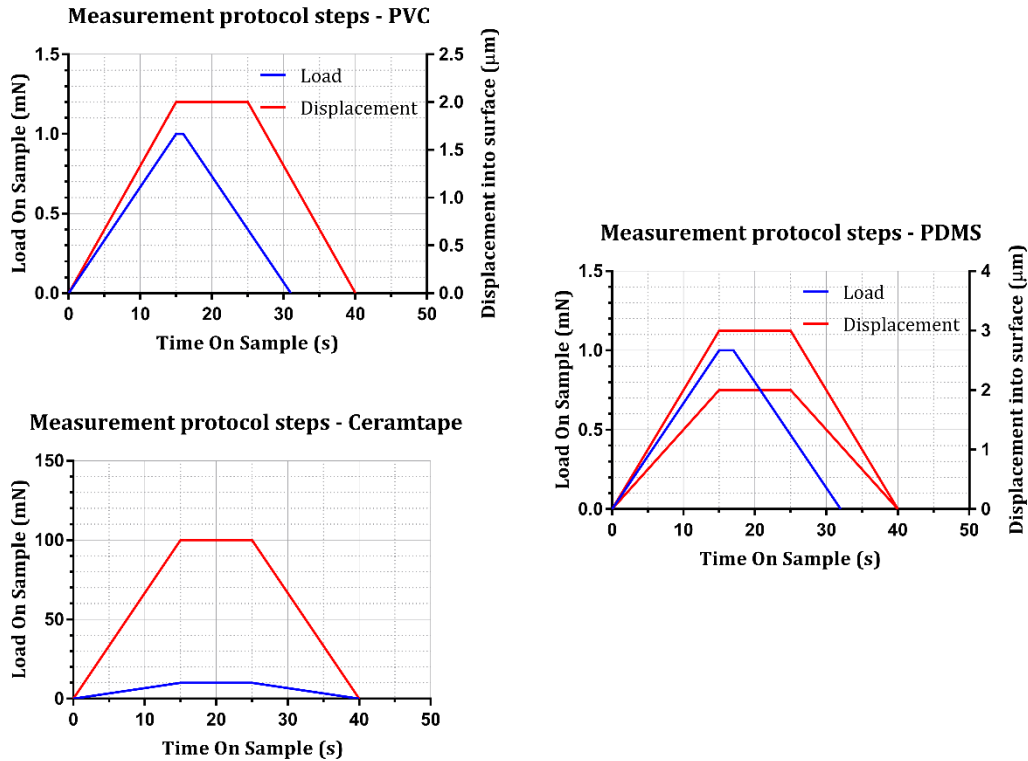 Measurement protocol steps - PVC
1.5
1.0
0.5
0.0
Load On Sample (mN)
2.5
2.0
1.5
1.0
0.5
0.0
Displacement into surface (µm)
Load
Displacement
0 10 20 30 40 50
Time On Sample (s)
Measurement protocol steps - PDMS
1.5
1.0
0.5
0.0
Load On Sample (mN)
4
3
2
1
0
Displacement into surface (µm)
Load
Displacement
0 10 20 30 40 50
Time On Sample (s)
Measurement protocol steps - Ceramtape
150
100
50
0
Load On Sample (mN)
0 10 20 30 40 50
Time On Sample (s)